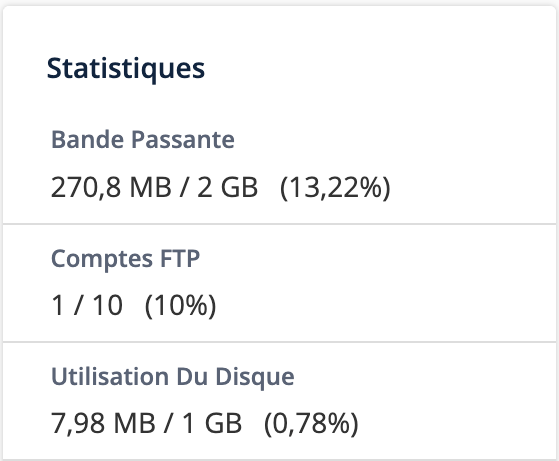 Statistiques
Bande Passante
270,8 MB / 2 GB (13,22%)
Comptes FTP
1 / 10 (10%)
Utilisation Du Disque
7,98 MB / 1 GB (0,78%)